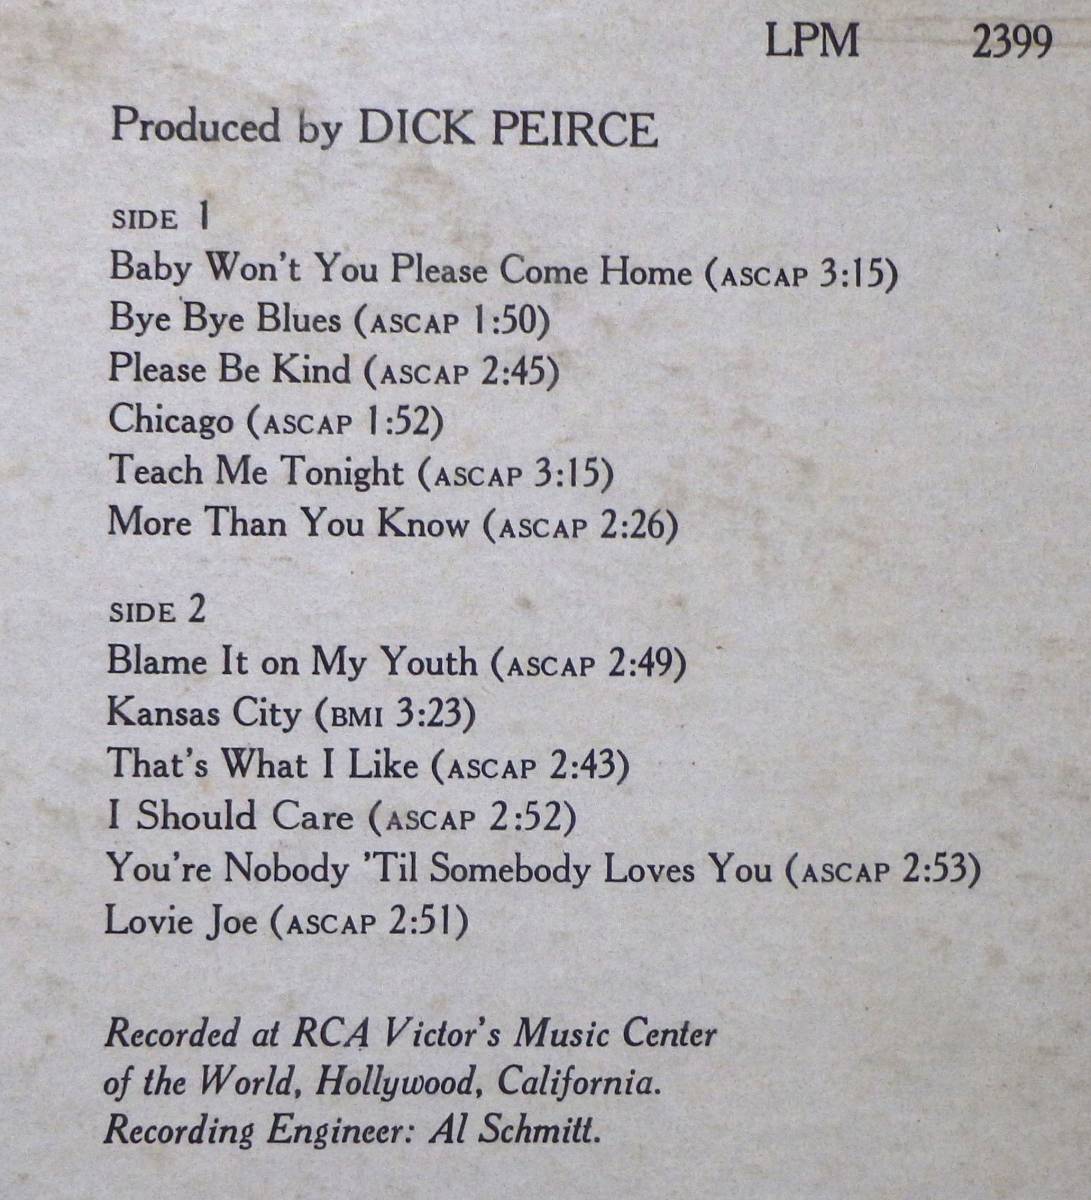 LPM 2399
Produced by DICK PEIRCE
SIDE 1
Baby Won't You Please Come Home (ASCAP 3:15)
Bye Bye Blues (ASCAP 1:50)
Please Be Kind (ASCAP 2:45)
Chicago (ASCAP 1:52)
Teach Me Tonight (ASCAP 3:15)
More Than You Know (ASCAP 2:26)
SIDE 2
Blame It on My Youth (ASCAP 2:49)
Kansas City (BMI 3:23)
That's What I Like (ASCAP 2:43)
I Should Care (ASCAP 2:52)
You're Nobody 'Til Somebody Loves You (ASCAP 2:53)
Lovie Joe (ASCAP 2:51)
Recorded at RCA Victor's Music Center
of the World, Hollywood, California.
Recording Engineer: Al Schmitt.